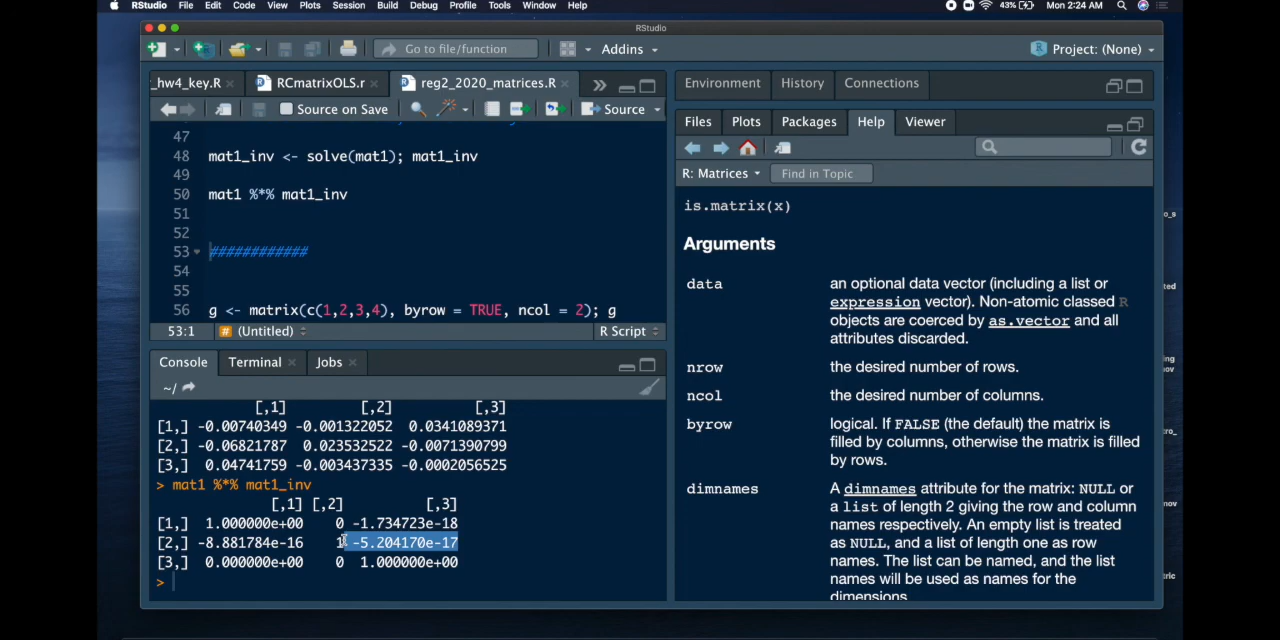 RStudio File Edit Code View Plots Session Build Debug Profile Tools Window Help 43% Mon 2:24 AM
RStudio
Go to file/function Addins Project: (None)
_hw4_key.R RCmatrixOLS.r reg2_2020_matrices.R
Source on Save Source
47
48 mat1_inv <- solve(mat1); mat1_inv
49
50 mat1 %*% mat1_inv
51
52
53 ############
54
55
56 g <- matrix(c(1,2,3,4), byrow = TRUE, ncol = 2); g
53:1 (Untitled) R Script
Console Terminal Jobs
~/
[,1] [,2] [,3]
[1,] -0.00740349 -0.001322052 0.0341089371
[2,] -0.06821787 0.023532522 -0.0071390799
[3,] 0.04741759 -0.003437335 -0.0002056525
> mat1 %*% mat1_inv
[,1] [,2] [,3]
[1,] 1.000000e+00 0 -1.734723e-18
[2,] -8.881784e-16 1 -5.204170e-17
[3,] 0.000000e+00 0 1.000000e+00
>
Environment History Connections
Files Plots Packages Help Viewer
R: Matrices Find in Topic
is.matrix(x)
Arguments
data an optional data vector (including a list or
expression vector). Non-atomic classed R
objects are coerced by as.vector and all
attributes discarded.
nrow the desired number of rows.
ncol the desired number of columns.
byrow logical. If FALSE (the default) the matrix is
filled by columns, otherwise the matrix is filled
by rows.
dimnames A dimnames attribute for the matrix: NULL or
a list of length 2 giving the row and column
names respectively. An empty list is treated
as NULL, and a list of length one as row
names. The list can be named, and the list
names will be used as names for the
dimensions.